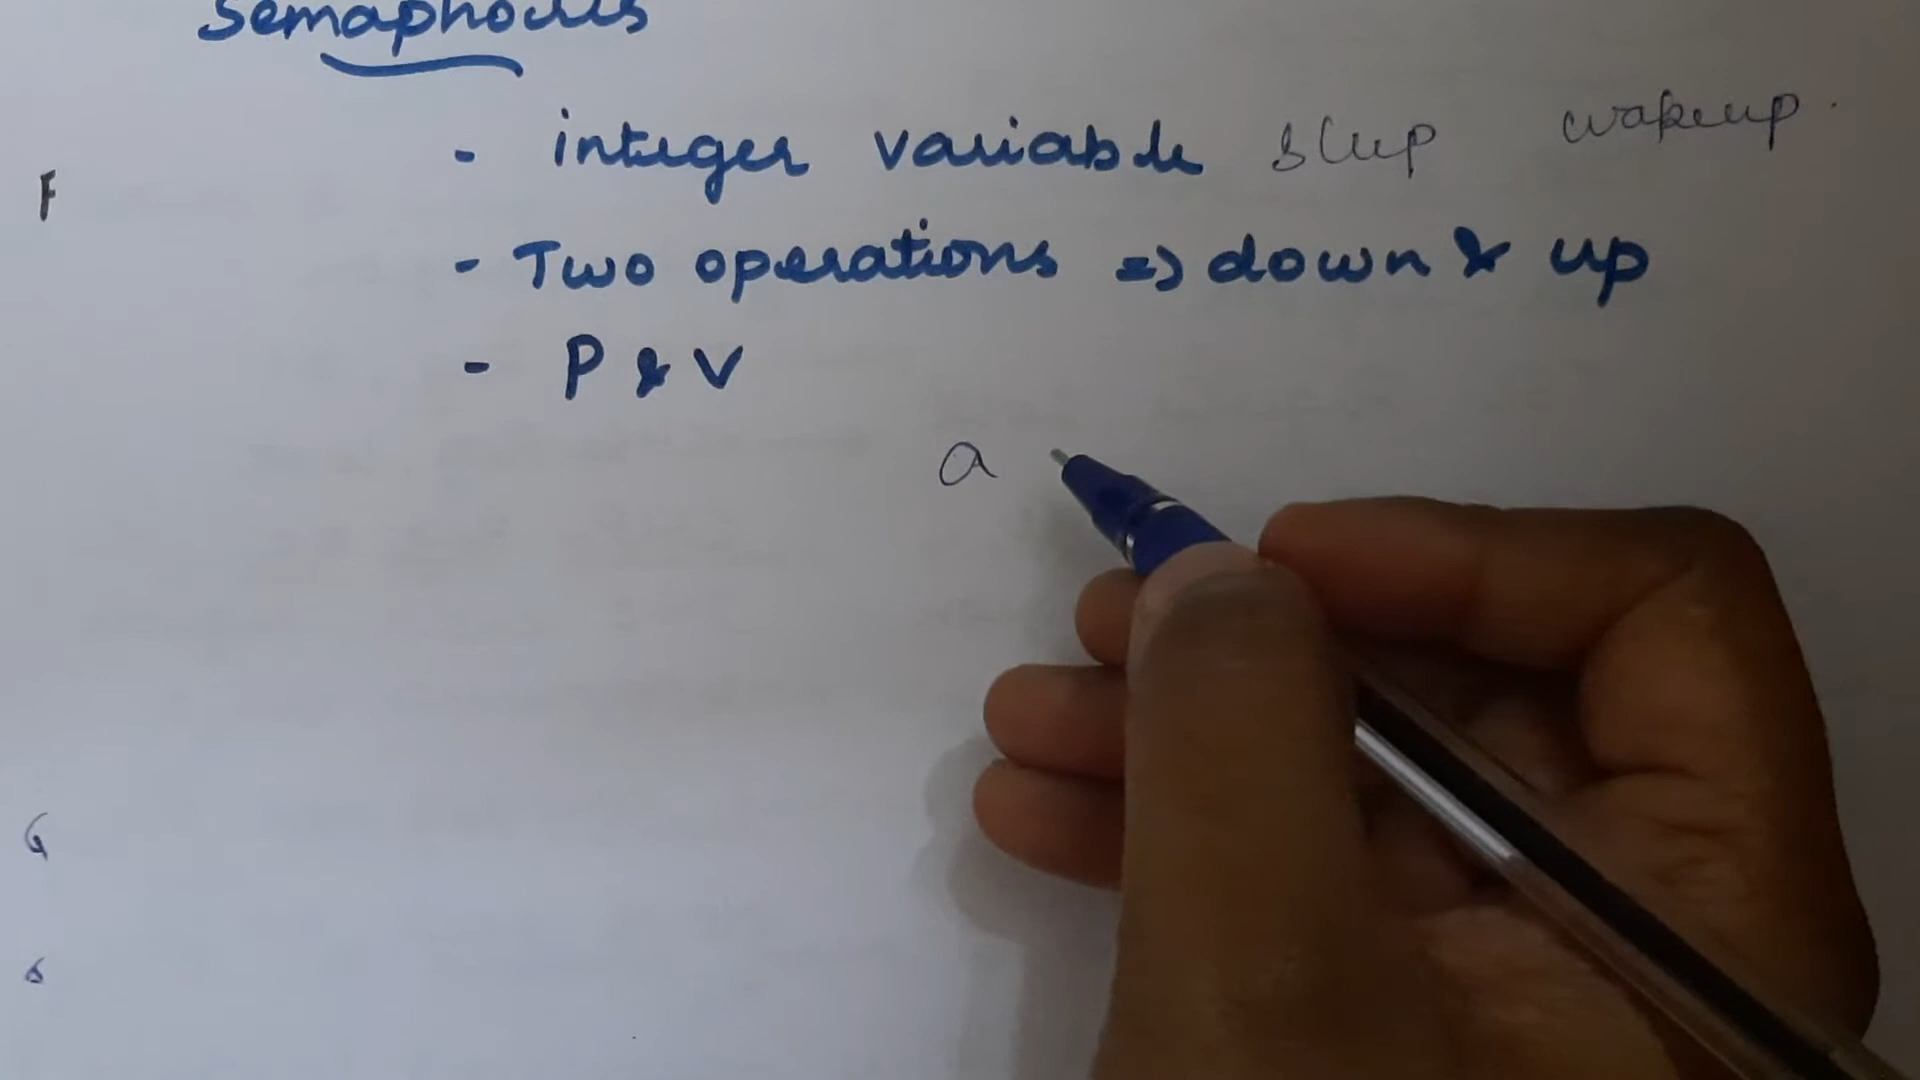 Semaphores
- integer variable sleep wakeup.
- Two operations => down & up
- P & V
a
F